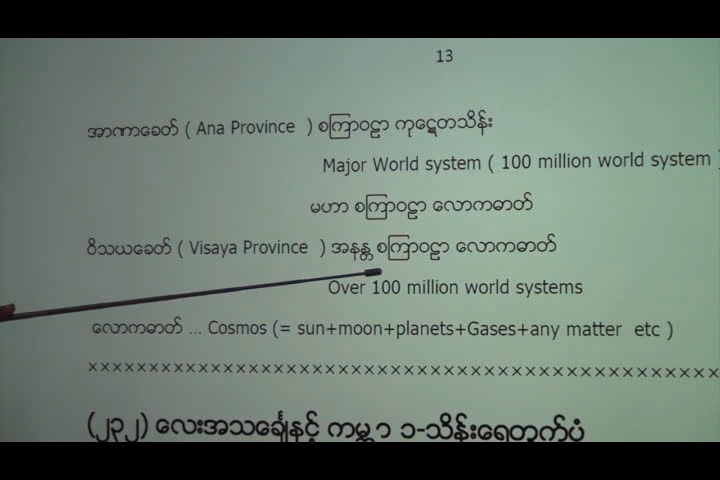 13
အာဏာခေတ် ( Ana Province ) စကြာဝဠာ ကုဋေတသိန်း
Major World system ( 100 million world system )
မဟာ စကြာဝဠာ လောကဓာတ်
ဝိသယခေတ် ( Visaya Province ) အနန္တ စကြာဝဠာ လောကဓာတ်
Over 100 million world systems
လောကဓာတ် ... Cosmos (= sun+moon+planets+Gases+any matter etc )
××××××××××××××××××××××××××××××××××××××××××××××××××××
(၂၃၂) လေးအသင်္ချေနှင့် ကမ္ဘာ ၁-သိန်းရေတွက်ပုံ